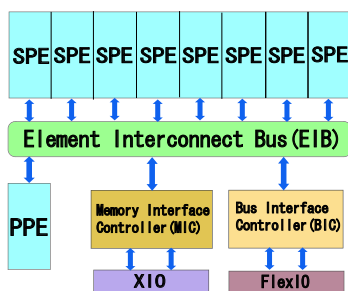 SPE SPE SPE SPE SPE SPE SPE SPE
Element Interconnect Bus(EIB)
PPE
Memory Interface
Controller(MIC)
Bus Interface
Controller(BIC)
XIO
FlexIO